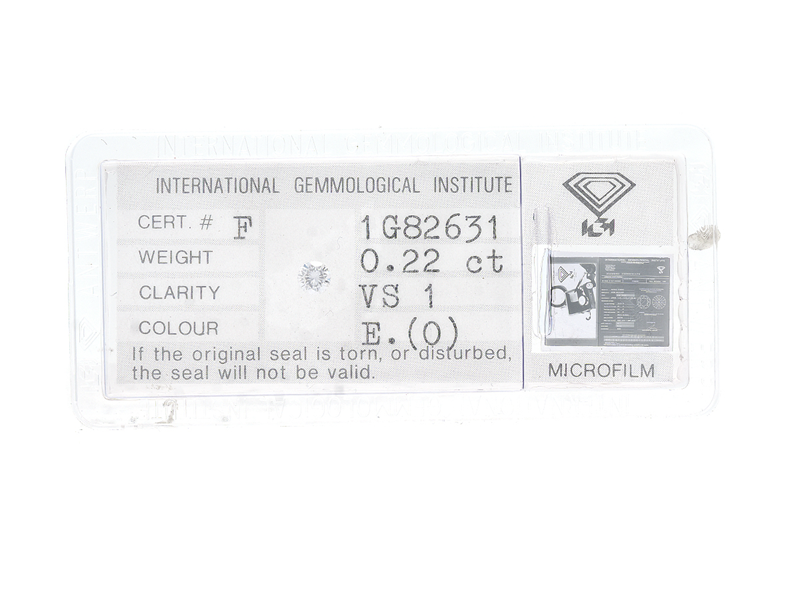 INTERNATIONAL GEMMOLOGICAL INSTITUTE
CERT. # F 1G82631
WEIGHT 0.22 ct
CLARITY VS 1
COLOUR E.(0)
If the original seal is torn, or disturbed,
the seal will not be valid.
MICROFILM